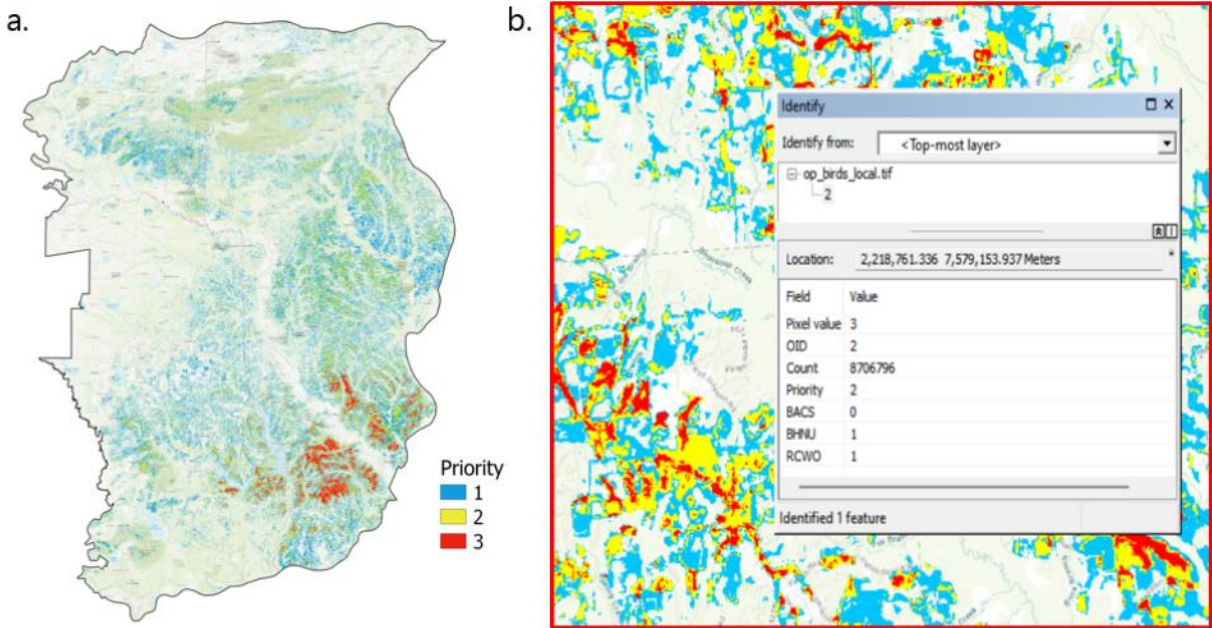 a.
Priority
1
2
3
b.
Identify
Identify from: <Top-most layer>
op_birds_local.tif
2
Location: 2,218,761.336 7,579,153.937 Meters
Field Value
Pixel value 3
OID 2
Count 8706796
Priority 2
BACS 0
BHNU 1
RCWO 1
Identified 1 feature
Creek